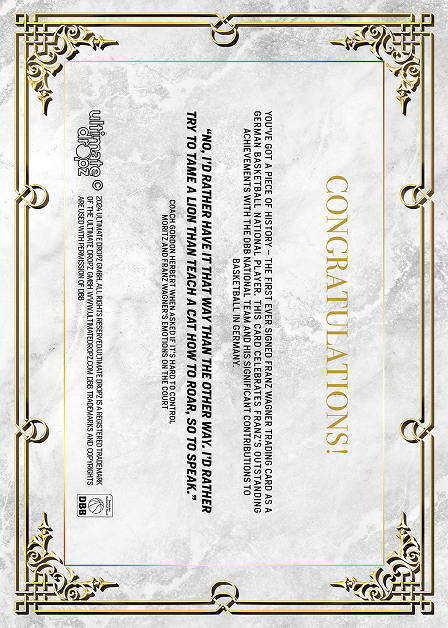 CONGRATULATIONS!
YOU'VE GOT A PIECE OF HISTORY – THE FIRST EVER SIGNED FRANZ WAGNER TRADING CARD AS A
GERMAN BASKETBALL NATIONAL PLAYER. THIS CARD CELEBRATES FRANZ'S OUTSTANDING
ACHIEVEMENTS WITH THE DBB NATIONAL TEAM AND HIS SIGNIFICANT CONTRIBUTIONS TO
BASKETBALL IN GERMANY.
"NO, I'D RATHER HAVE IT THAT WAY THAN THE OTHER WAY. I'D RATHER
TRY TO TAME A LION THAN TEACH A CAT HOW TO ROAR, SO TO SPEAK."
COACH GORDON HERBERT WHEN ASKED IF IT'S HARD TO CONTROL
MORITZ AND FRANZ WAGNER'S EMOTIONS ON THE COURT
ultimate
dropz
© 2024 ULTIMATE DROPZ GMBH. ALL RIGHTS RESERVED.ULTIMATE DROPZ IS A REGISTERED TRADEMARK
OF THE ULTIMATE DROPZ GMBH WWW.ULTIMATEDROPZ.COM DBB TRADEMARKS AND COPYRIGHTS
ARE USED WITH PERMISSION OF DBB
DBB